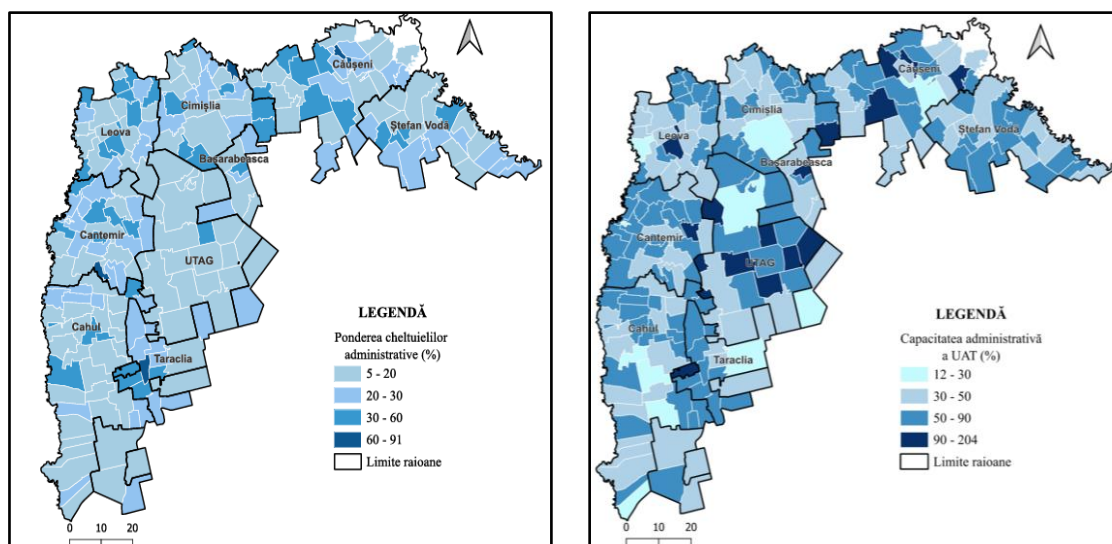 Căușeni
Cimișlia
Leova
Ștefan Voda
Basarabeasca
Cantemir
UTAG
Cahul
Taraclia
LEGENDĂ
Ponderea cheltuielilor
administrative (%)
5 - 20
20 - 30
30 - 60
60 - 91
Limite raioane
0 10 20
Căușeni
Cimișlia
Leova
Ștefan Voda
Basarabeasca
Cantemir
UTAG
Cahul
Taraclia
LEGENDĂ
Capacitatea administrativă
a UAT (%)
12 - 30
30 - 50
50 - 90
90 - 204
Limite raioane
0 10 20